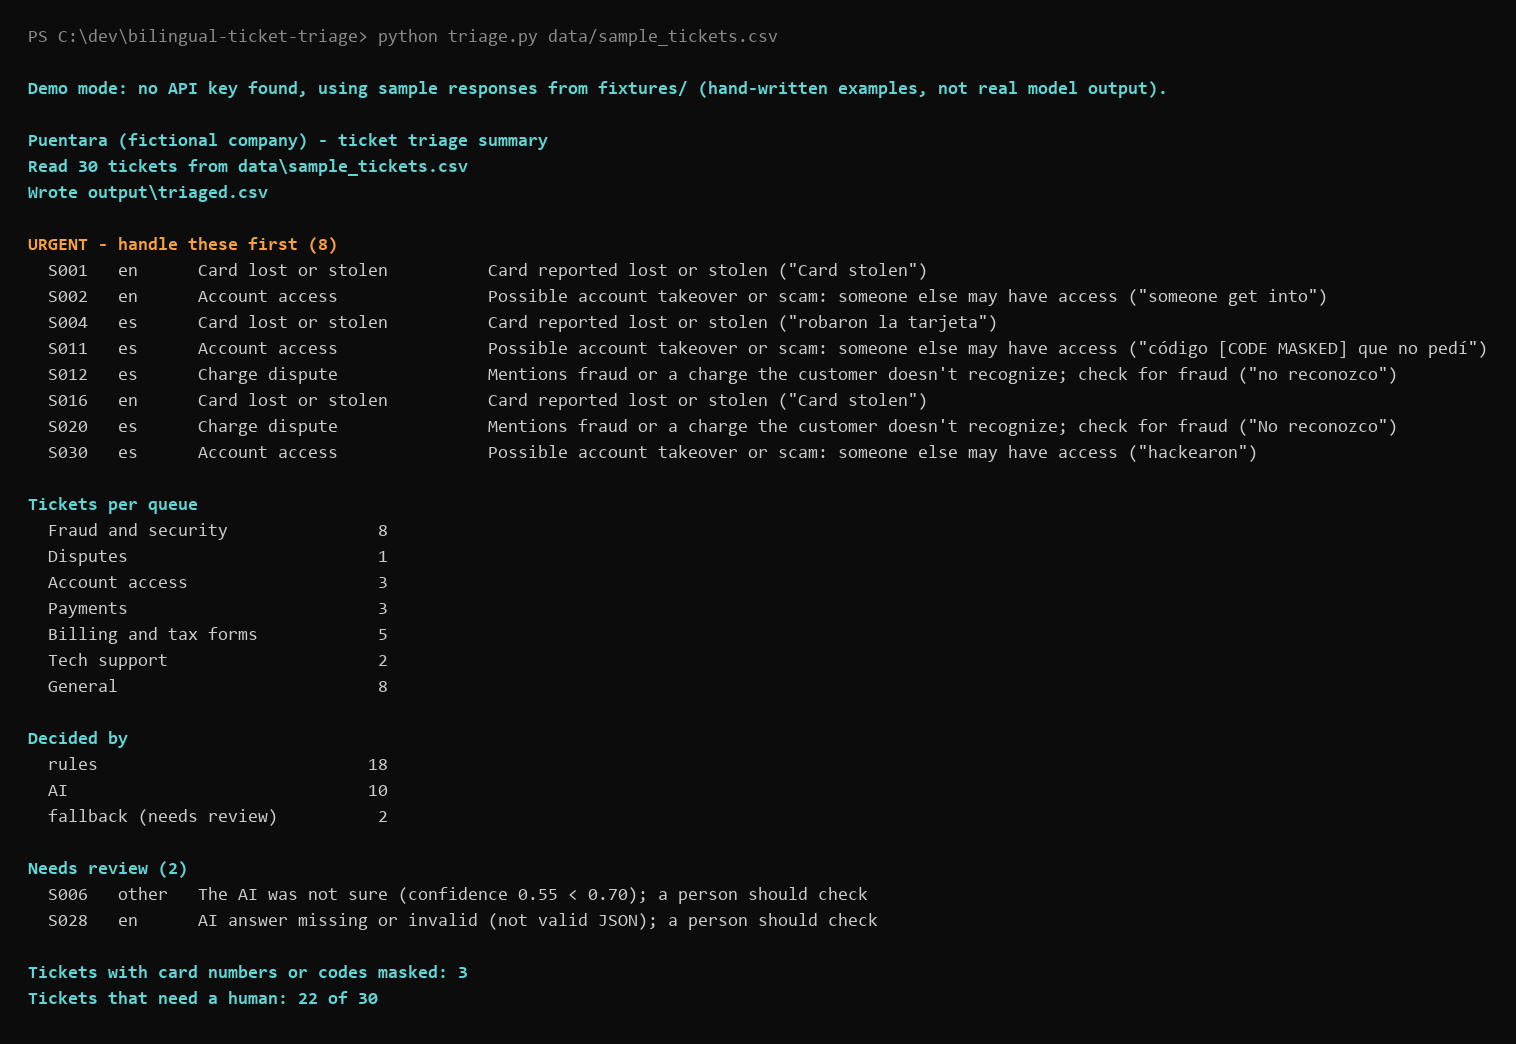 PS C:\dev\bilingual-ticket-triage> python triage.py data/sample_tickets.csv
Demo mode: no API key found, using sample responses from fixtures/ (hand-written examples, not real model output).
Puentara (fictional company) - ticket triage summary
Read 30 tickets from data\sample_tickets.csv
Wrote output\triaged.csv
URGENT - handle these first (8)
S001 en Card lost or stolen Card reported lost or stolen ("Card stolen")
S002 en Account access Possible account takeover or scam: someone else may have access ("someone get into")
S004 es Card lost or stolen Card reported lost or stolen ("robaron la tarjeta")
S011 es Account access Possible account takeover or scam: someone else may have access ("código [CODE MASKED] que no pedí")
S012 es Charge dispute Mentions fraud or a charge the customer doesn't recognize; check for fraud ("no reconozco")
S016 en Card lost or stolen Card reported lost or stolen ("Card stolen")
S020 es Charge dispute Mentions fraud or a charge the customer doesn't recognize; check for fraud ("No reconozco")
S030 es Account access Possible account takeover or scam: someone else may have access ("hackearon")
Tickets per queue
Fraud and security 8
Disputes 1
Account access 3
Payments 3
Billing and tax forms 5
Tech support 2
General 8
Decided by
rules 18
AI 10
fallback (needs review) 2
Needs review (2)
S006 other The AI was not sure (confidence 0.55 < 0.70); a person should check
S028 en AI answer missing or invalid (not valid JSON); a person should check
Tickets with card numbers or codes masked: 3
Tickets that need a human: 22 of 30